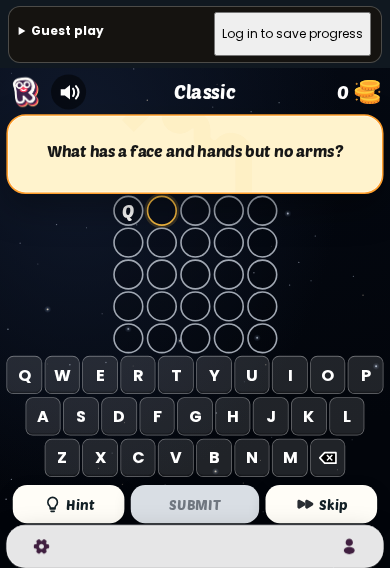 Guest play
Log in to save progress
Classic
0
What has a face and hands but no arms?
Q
Q W E R T Y U I O P
A S D F G H J K L
Z X C V B N M
Hint
SUBMIT
Skip